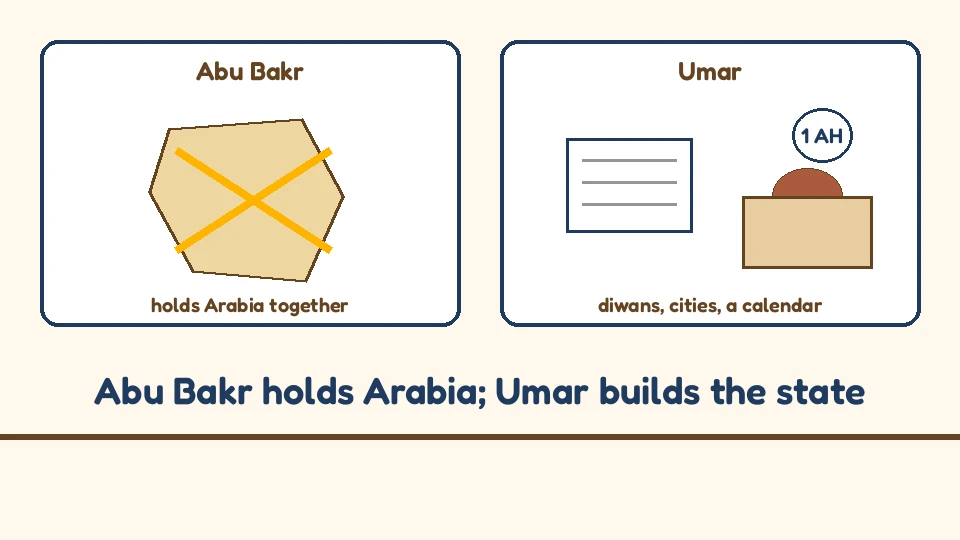 Abu Bakr
holds Arabia together
Umar
1 AH
diwans, cities, a calendar
Abu Bakr holds Arabia; Umar builds the state